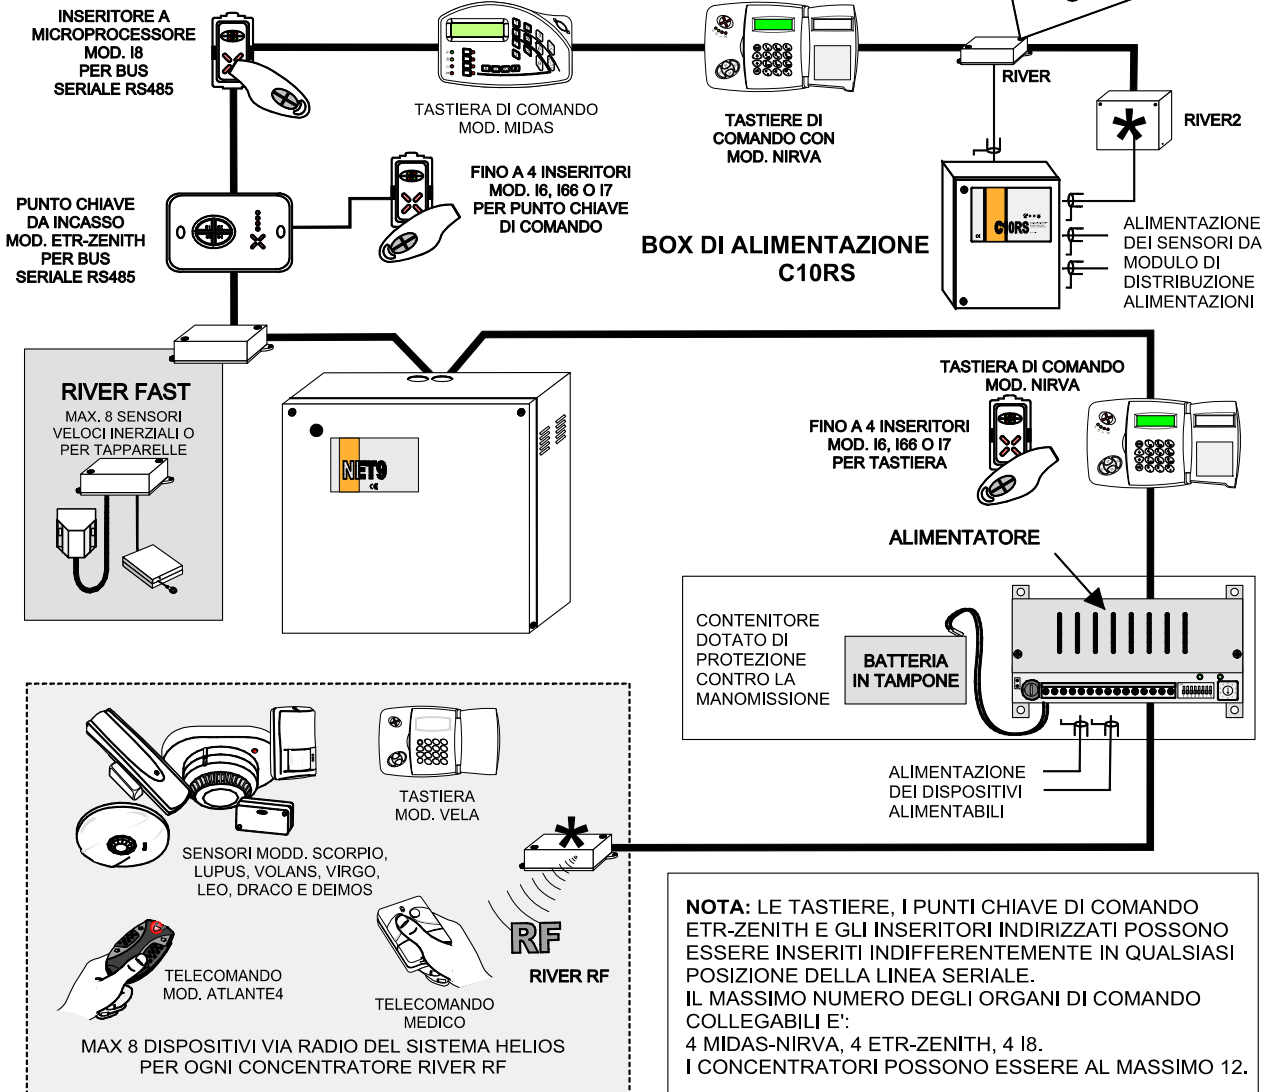 INSERITORE A
MICROPROCESSORE
MOD. I8
PER BUS
SERIALE RS485
TASTIERA DI COMANDO
MOD. MIDAS
TASTIERE DI
COMANDO CON
MOD. NIRVA
RIVER
RIVER2
PUNTO CHIAVE
DA INCASSO
MOD. ETR-ZENITH
PER BUS
SERIALE RS485
FINO A 4 INSERITORI
MOD. I6, I66 O I7
PER PUNTO CHIAVE
DI COMANDO
BOX DI ALIMENTAZIONE
C10RS
C10RS
ALIMENTAZIONE
DEI SENSORI DA
MODULO DI
DISTRIBUZIONE
ALIMENTAZIONI
RIVER FAST
MAX. 8 SENSORI
VELOCI INERZIALI O
PER TAPPARELLE
NET9
CE
TASTIERA DI COMANDO
MOD. NIRVA
FINO A 4 INSERITORI
MOD. I6, I66 O I7
PER TASTIERA
ALIMENTATORE
CONTENITORE
DOTATO DI
PROTEZIONE
CONTRO LA
MANOMISSIONE
BATTERIA
IN TAMPONE
ALIMENTAZIONE
DEI DISPOSITIVI
ALIMENTABILI
TASTIERA
MOD. VELA
SENSORI MODD. SCORPIO,
LUPUS, VOLANS, VIRGO,
LEO, DRACO E DEIMOS
TELECOMANDO
MOD. ATLANTE4
TELECOMANDO
MEDICO
RF
RIVER RF
MAX 8 DISPOSITIVI VIA RADIO DEL SISTEMA HELIOS
PER OGNI CONCENTRATORE RIVER RF
NOTA: LE TASTIERE, I PUNTI CHIAVE DI COMANDO
ETR-ZENITH E GLI INSERITORI INDIRIZZATI POSSONO
ESSERE INSERITI INDIFFERENTEMENTE IN QUALSIASI
POSIZIONE DELLA LINEA SERIALE.
IL MASSIMO NUMERO DEGLI ORGANI DI COMANDO
COLLEGABILI E':
4 MIDAS-NIRVA, 4 ETR-ZENITH, 4 I8.
I CONCENTRATORI POSSONO ESSERE AL MASSIMO 12.